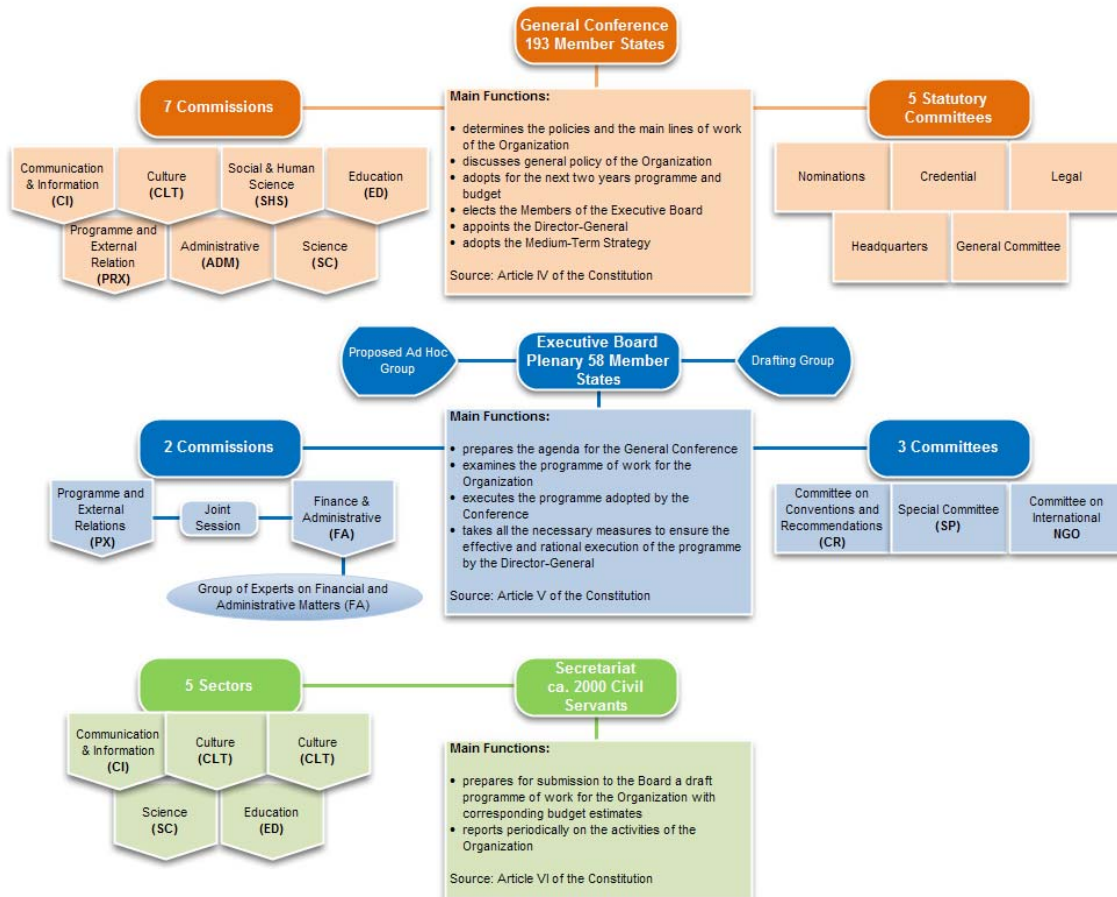 General Conference
193 Member States
7 Commissions
Communication
& Information
(CI)
Culture
(CLT)
Social & Human
Science
(SHS)
Education
(ED)
Programme and
External
Relation
(PRX)
Administrative
(ADM)
Science
(SC)
Main Functions:
• determines the policies and the main lines of work
of the Organization
• discusses general policy of the Organization
• adopts for the next two years programme and
budget
• elects the Members of the Executive Board
• appoints the Director-General
• adopts the Medium-Term Strategy
Source: Article IV of the Constitution
5 Statutory
Committees
Nominations
Credential
Legal
Headquarters
General Committee
Proposed Ad Hoc
Group
Executive Board
Plenary 58 Member
States
Drafting Group
2 Commissions
Programme and
External
Relations
(PX)
Joint
Session
Finance &
Administrative
(FA)
Group of Experts on Financial and
Administrative Matters (FA)
Main Functions:
• prepares the agenda for the General Conference
• examines the programme of work for the
Organization
• executes the programme adopted by the
Conference
• takes all the necessary measures to ensure the
effective and rational execution of the programme
by the Director-General
Source: Article V of the Constitution
3 Committees
Committee on
Conventions and
Recommendations
(CR)
Special Committee
(SP)
Committee on
International
NGO
5 Sectors
Communication
& Information
(CI)
Culture
(CLT)
Culture
(CLT)
Science
(SC)
Education
(ED)
Secretariat
ca. 2000 Civil
Servants
Main Functions:
• prepares for submission to the Board a draft
programme of work for the Organization with
corresponding budget estimates
• reports periodically on the activities of the
Organization
Source: Article VI of the Constitution